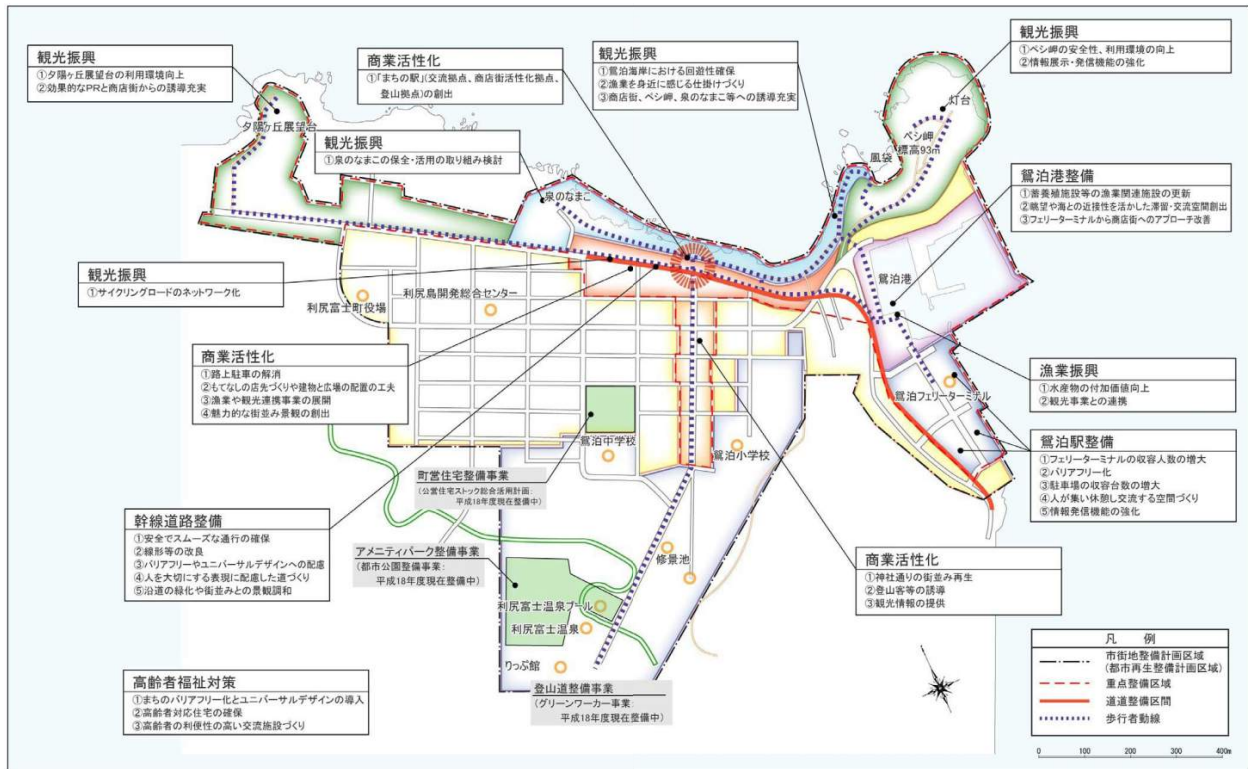 観光振興
①夕陽ヶ丘展望台の利用環境向上
②効果的なPRと商店街からの誘導充実
商業活性化
①「まちの駅」(交流拠点、商店街活性化拠点、
登山拠点)の創出
観光振興
①鴛泊海岸における回遊性確保
②漁業を身近に感じる仕掛けづくり
③商店街、ペシ岬、泉のなまこ等への誘導充実
観光振興
①ペシ岬の安全性、利用環境の向上
②情報展示・発信機能の強化
灯台
夕陽ヶ丘展望台
ペシ岬
標高93m
風袋
観光振興
①泉のなまこの保全・活用の取り組み検討
泉のなまこ
鴛泊港整備
①蓄養殖施設等の漁業関連施設の更新
②眺望や海との近接性を活かした滞留・交流空間創出
③フェリーターミナルから商店街へのアプローチ改善
観光振興
①サイクリングロードのネットワーク化
利尻富士町役場
利尻島開発総合センター
鴛泊港
商業活性化
①路上駐車の解消
②もてなしの店先づくりや建物と広場の配置の工夫
③漁業や観光連携事業の展開
④魅力的な街並み景観の創出
漁業振興
①水産物の付加価値向上
②観光事業との連携
鴛泊フェリーターミナル
鴛泊中学校
鴛泊小学校
鴛泊駅整備
①フェリーターミナルの収容人数の増大
②バリアフリー化
③駐車場の収容台数の増大
④人が集い休憩し交流する空間づくり
⑤情報発信機能の強化
町営住宅整備事業
(公営住宅ストック総合活用計画:
平成18年度現在整備中)
幹線道路整備
①安全でスムーズな通行の確保
②線形等の改良
③バリアフリーやユニバーサルデザインへの配慮
④人を大切にする表現に配慮した道づくり
⑤沿道の緑化や街並みとの景観調和
アメニティパーク整備事業
(都市公園整備事業:
平成18年度現在整備中)
修景池
商業活性化
①神社通りの街並み再生
②登山客等の誘導
③観光情報の提供
利尻富士温泉プール
利尻富士温泉
りっぷ館
高齢者福祉対策
①まちのバリアフリー化とユニバーサルデザインの導入
②高齢者対応住宅の確保
③高齢者の利便性の高い交流施設づくり
登山道整備事業
(グリーンワーカー事業:
平成18年度現在整備中)
凡 例
市街地整備計画区域
(都市再生整備計画区域)
重点整備区域
道道整備区間
歩行者動線
0 100 200 300 400m